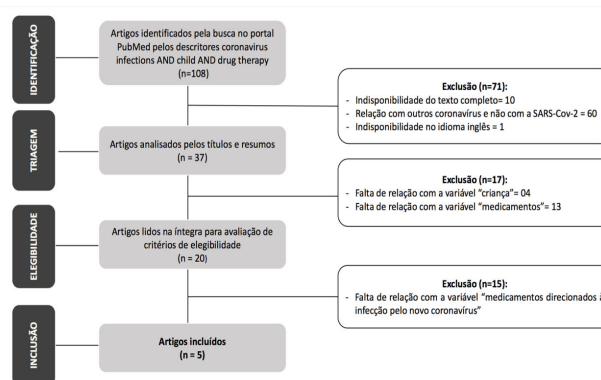 IDENTIFICAÇÃO
Artigos identificados pela busca no portal
PubMed pelos descritores coronavirus
infections AND child AND drug therapy
(n=108)
Exclusão (n=71):
- Indisponibilidade do texto completo= 10
- Relação com outros coronavírus e não com a SARS-Cov-2 = 60
- Indisponibilidade no idioma inglês = 1
TRIAGEM
Artigos analisados pelos títulos e resumos
(n = 37)
Exclusão (n=17):
- Falta de relação com a variável “criança”= 04
- Falta de relação com a variável “medicamentos”= 13
ELEGIBILIDADE
Artigos lidos na íntegra para avaliação de
critérios de elegibilidade
(n = 20)
Exclusão (n=15):
- Falta de relação com a variável “medicamentos direcionados
infecção pelo novo coronavírus”
INCLUSÃO
Artigos incluídos
(n = 5)